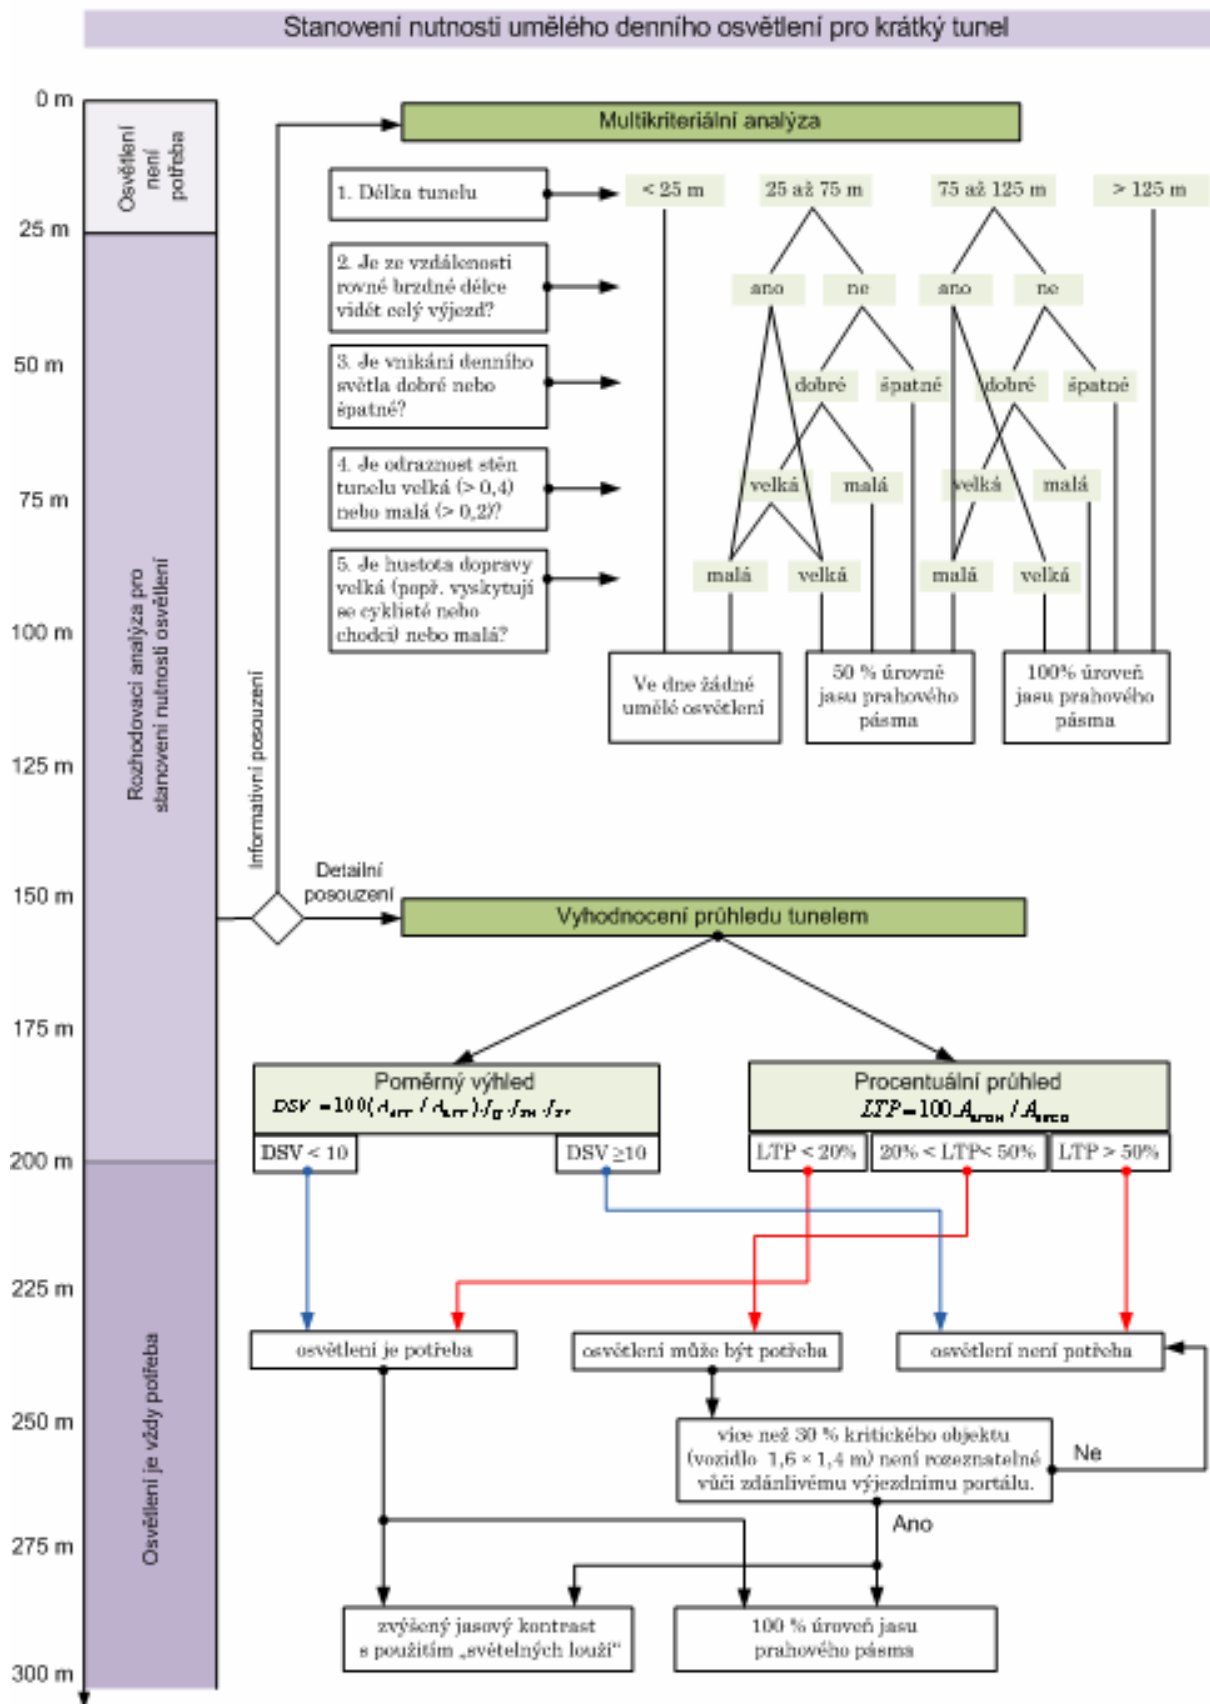 Stanovení nutnosti umělého denního osvětlení pro krátký tunel
0 m
25 m
50 m
75 m
100 m
125 m
150 m
175 m
200 m
225 m
250 m
275 m
300 m
Osvětlení
není
potřeba
Rozhodovací analýza pro
stanovení nutnosti osvětlení
Osvětlení je vždy potřeba
Informativní posouzení
Detailní
posouzení
Multikriteriální analýza
1. Délka tunelu
< 25 m
25 až 75 m
75 až 125 m
> 125 m
2. Je ze vzdálenosti
rovné brzdné délce
vidět celý výjezd?
ano
ne
ano
ne
3. Je vnikání denního
světla dobré nebo
špatné?
dobré
špatné
dobré
špatné
4. Je odraznost stěn
tunelu velká (> 0,4)
nebo malá (> 0,2)?
velká
malá
velká
malá
5. Je hustota dopravy
velká (popř. vyskytují
se cyklisté nebo
chodci) nebo malá?
malá
velká
malá
velká
Ve dne žádné
umělé osvětlení
50 % úrovně
jasu prahového
pásma
100% úroveň
jasu prahového
pásma
Vyhodnocení průhledu tunelem
Poměrný výhled
DSV = 100(
DSV < 10
DSV ≥10
Procentuální průhled
LTP = 100.
LTP < 20%
20% < LTP< 50%
LTP > 50%
osvětlení je potřeba
osvětlení může být potřeba
osvětlení není potřeba
více než 30 % kritického objektu
(vozidlo 1,6 × 1,4 m) není rozeznatelné
vůči zdánlivému výjezdnímu portálu.
Ne
Ano
zvýšený jasový kontrast
s použitím „světelných louží“
100 % úroveň jasu
prahového pásma